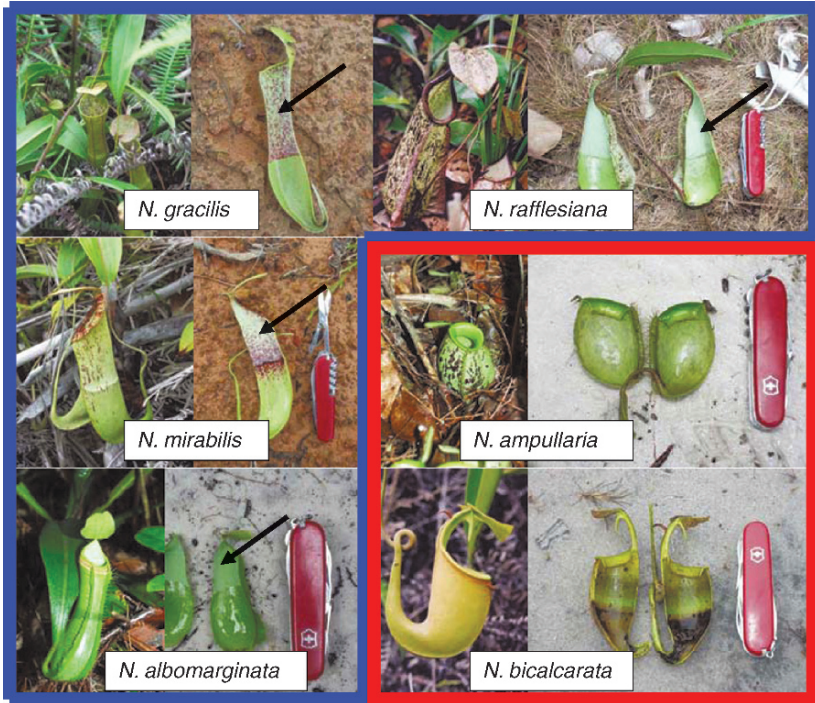 N. gracilis
N. rafflesiana
N. mirabilis
N. ampullaria
N. albomarginata
N. bicalcarata